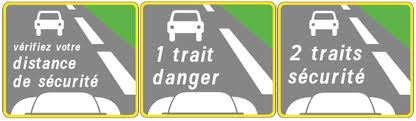 vérifiez votre
distance
de sécurité
1 trait
danger
2 traits
sécurité